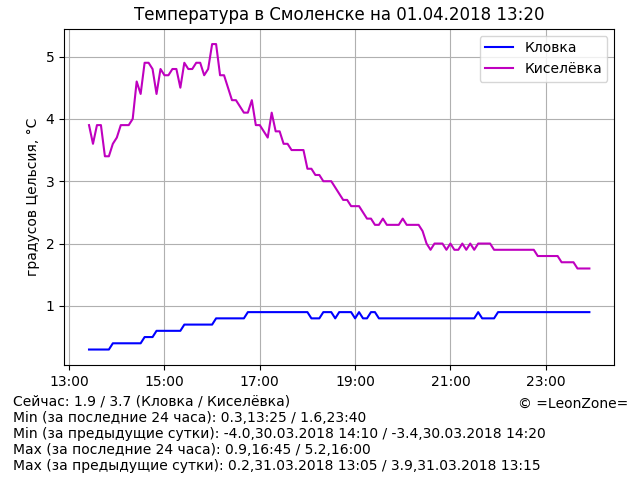 Температура в Смоленске на 01.04.2018 13:20
Кловка
Киселёвка
градусов Цельсия, °C
5
4
3
2
1
13:00 15:00 17:00 19:00 21:00 23:00
Сейчас: 1.9 / 3.7 (Кловка / Киселёвка)
© =LeonZone=
Min (за последние 24 часа): 0.3,13:25 / 1.6,23:40
Min (за предыдущие сутки): -4.0,30.03.2018 14:10 / -3.4,30.03.2018 14:20
Max (за последние 24 часа): 0.9,16:45 / 5.2,16:00
Max (за предыдущие сутки): 0.2,31.03.2018 13:05 / 3.9,31.03.2018 13:15